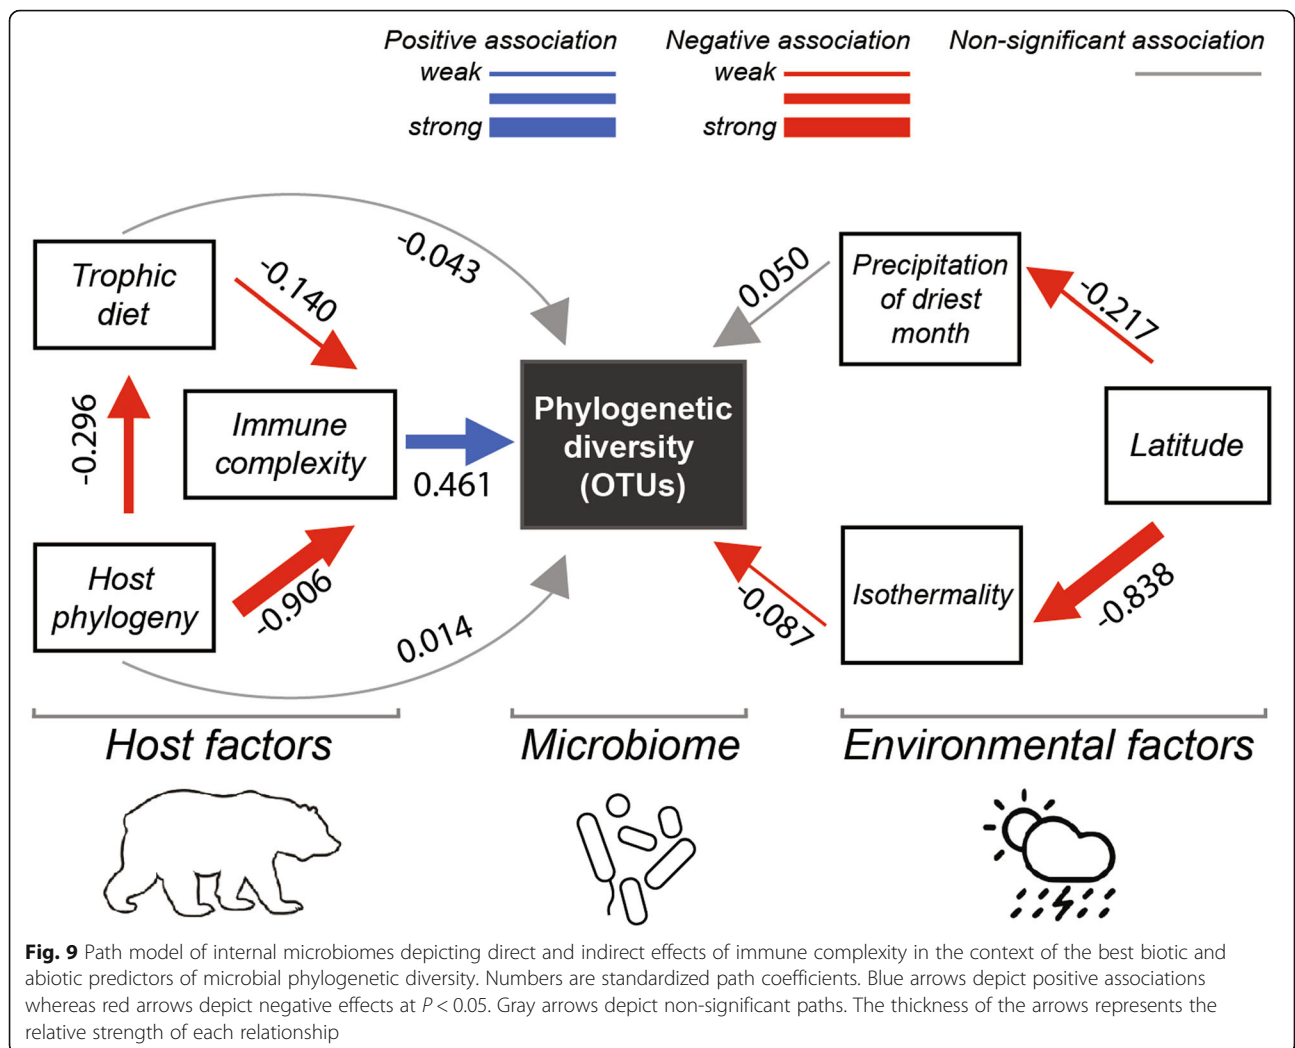 Positive association
weak
strong
Negative association
weak
strong
Non-significant association
Trophic
diet
-0.043
-0.140
-0.296
Immune
complexity
0.461
Host
phylogeny
-0.906
0.014
Phylogenetic
diversity
(OTUs)
0.050
Precipitation
of driest
month
-0.217
Latitude
Isothermality
-0.087
-0.838
Host factors
Microbiome
Environmental factors
Fig. 9 Path model of internal microbiomes depicting direct and indirect effects of immune complexity in the context of the best biotic and
abiotic predictors of microbial phylogenetic diversity. Numbers are standardized path coefficients. Blue arrows depict positive associations
whereas red arrows depict negative effects at P < 0.05. Gray arrows depict non-significant paths. The thickness of the arrows represents the
relative strength of each relationship